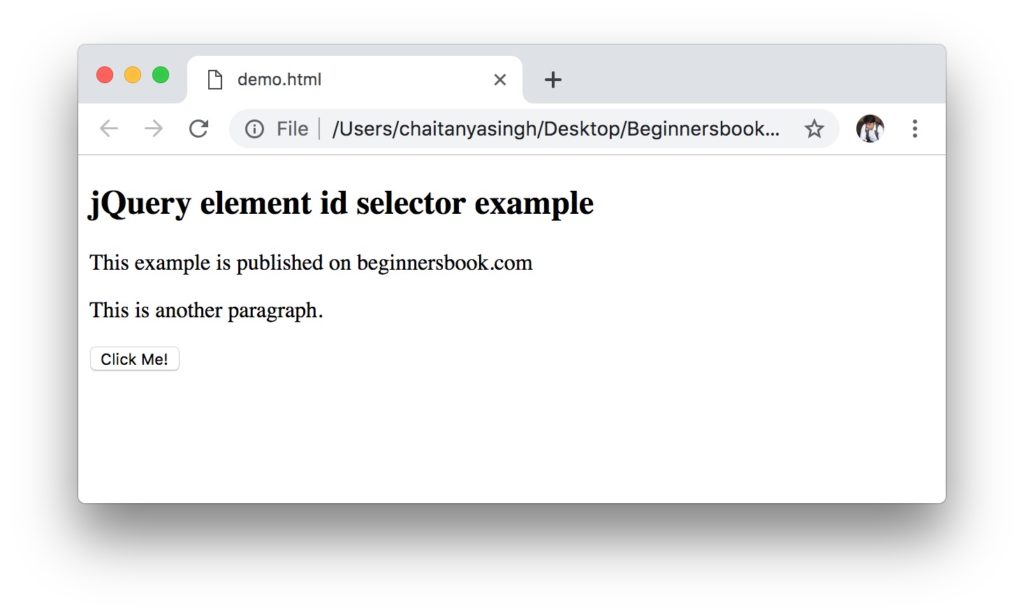 demo.html
File /Users/chaitanyasingh/Desktop/Beginnersbook...
jQuery element id selector example
This example is published on beginnersbook.com
This is another paragraph.
Click Me!